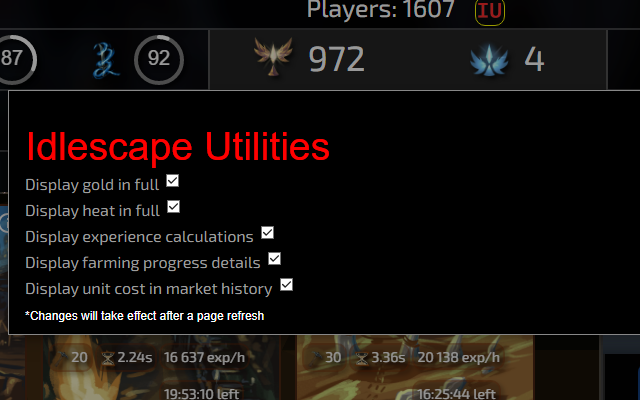 Players: 1607 IU
87 92 972 4
Idlescape Utilities
Display gold in full
Display heat in full
Display experience calculations
Display farming progress details
Display unit cost in market history
*Changes will take effect after a page refresh
20 2.24s 16 637 exp/h 30 3.36s 20 138 exp/h
19:53:10 left 16:25:44 left